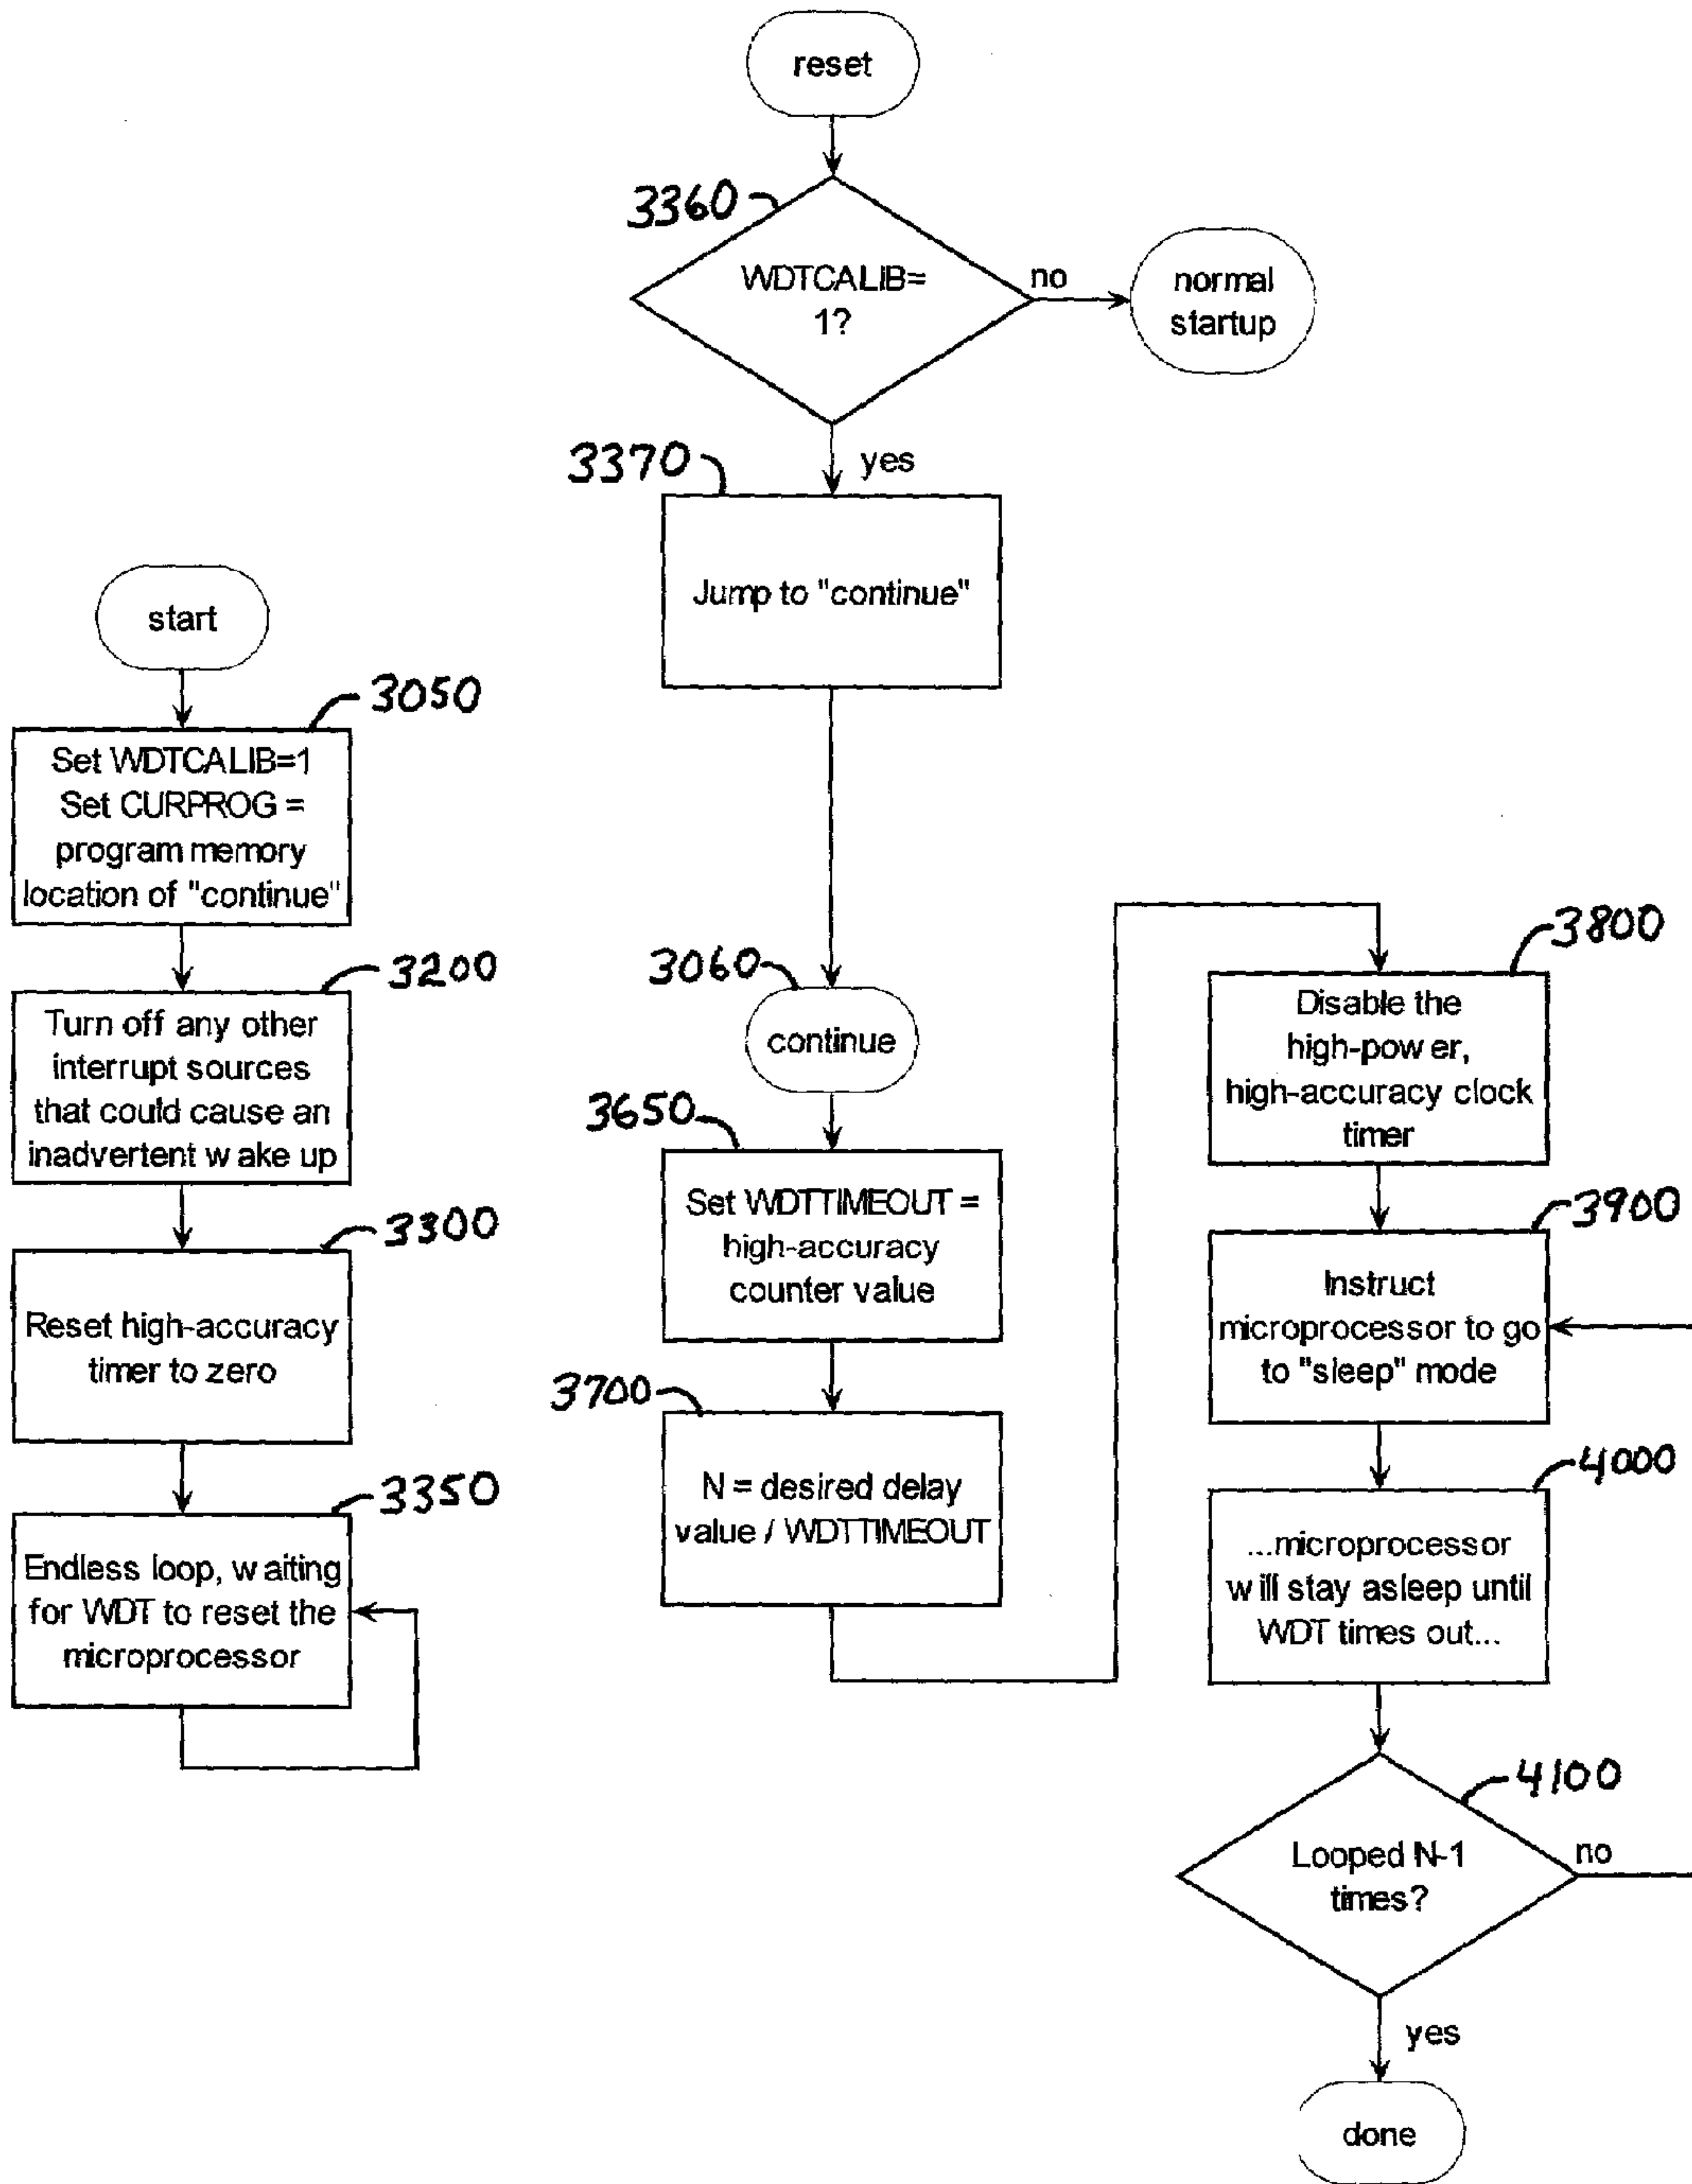 reset
3360
WDTCALIB=
1?
no
normal
startup
yes
3370
Jump to "continue"
start
3050
Set WDTCALIB=1
Set CURPROG =
program memory
location of "continue"
3200
Turn off any other
interrupt sources
that could cause an
inadvertent wake up
3300
Reset high-accuracy
timer to zero
3350
Endless loop, waiting
for WDT to reset the
microprocessor
3060
continue
3650
Set WDTTIMEOUT =
high-accuracy
counter value
3700
N = desired delay
value / WDTTIMEOUT
3800
Disable the
high-power,
high-accuracy clock
timer
3900
Instruct
microprocessor to go
to "sleep" mode
4000
...microprocessor
will stay asleep until
WDT times out...
4100
Looped N-1
times?
no
yes
done